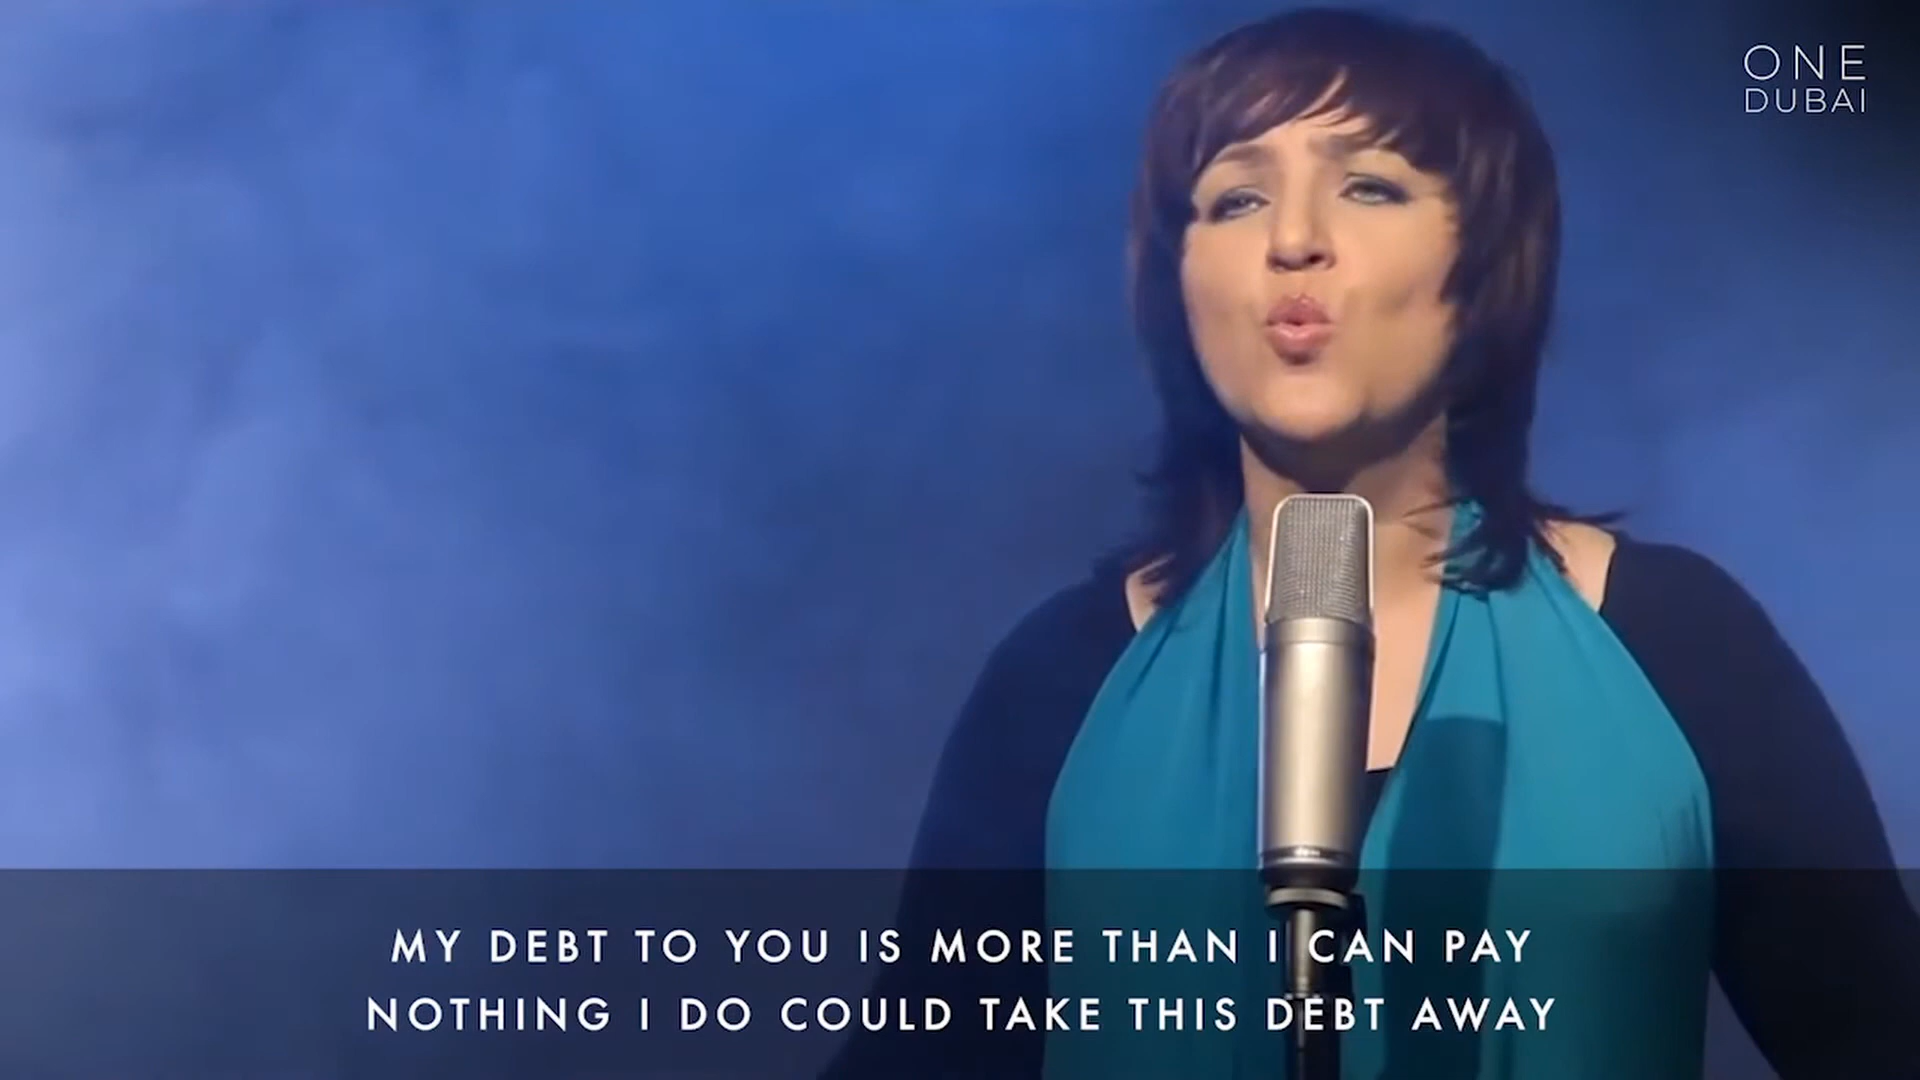 ONE
DUBAI
MY DEBT TO YOU IS MORE THAN I CAN PAY
NOTHING I DO COULD TAKE THIS DEBT AWAY